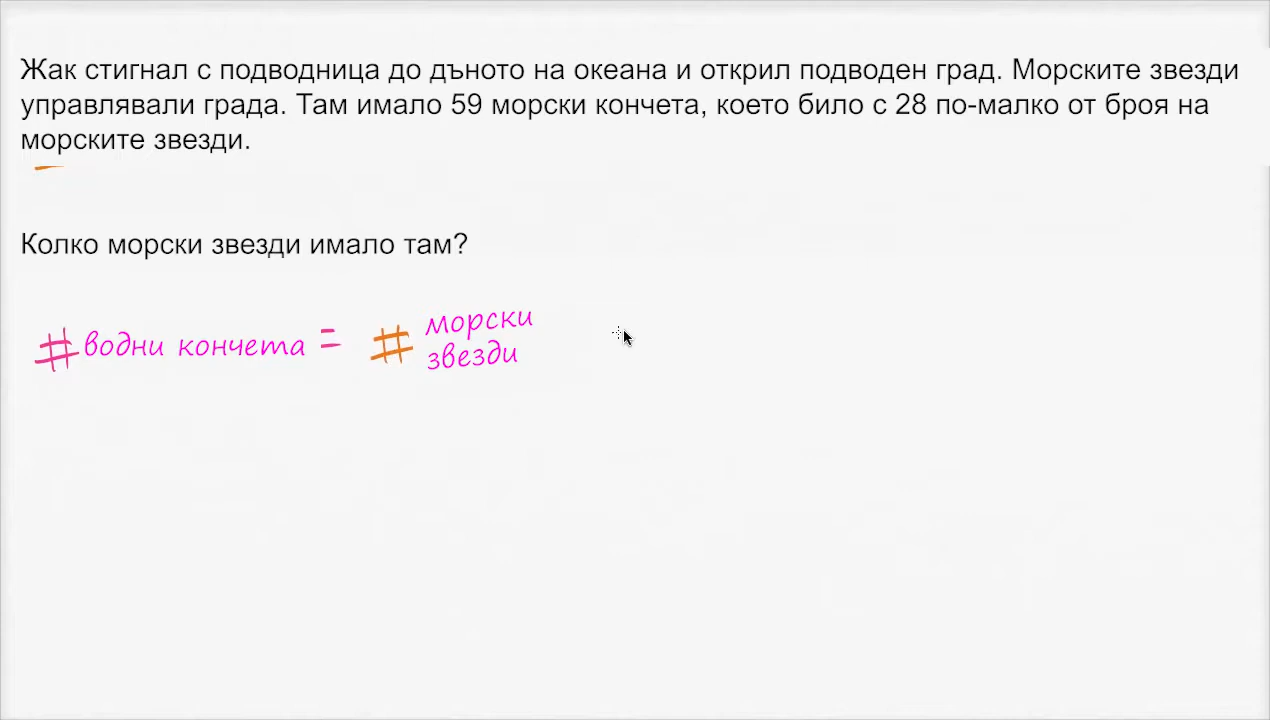 Жак стигнал с подводница до дъното на океана и открил подводен град. Морските звезди
управлявали града. Там имало 59 морски кончета, което било с 28 по-малко от броя на
морските звезди.
Колко морски звезди имало там?
# водни кончета = # морски
звезди